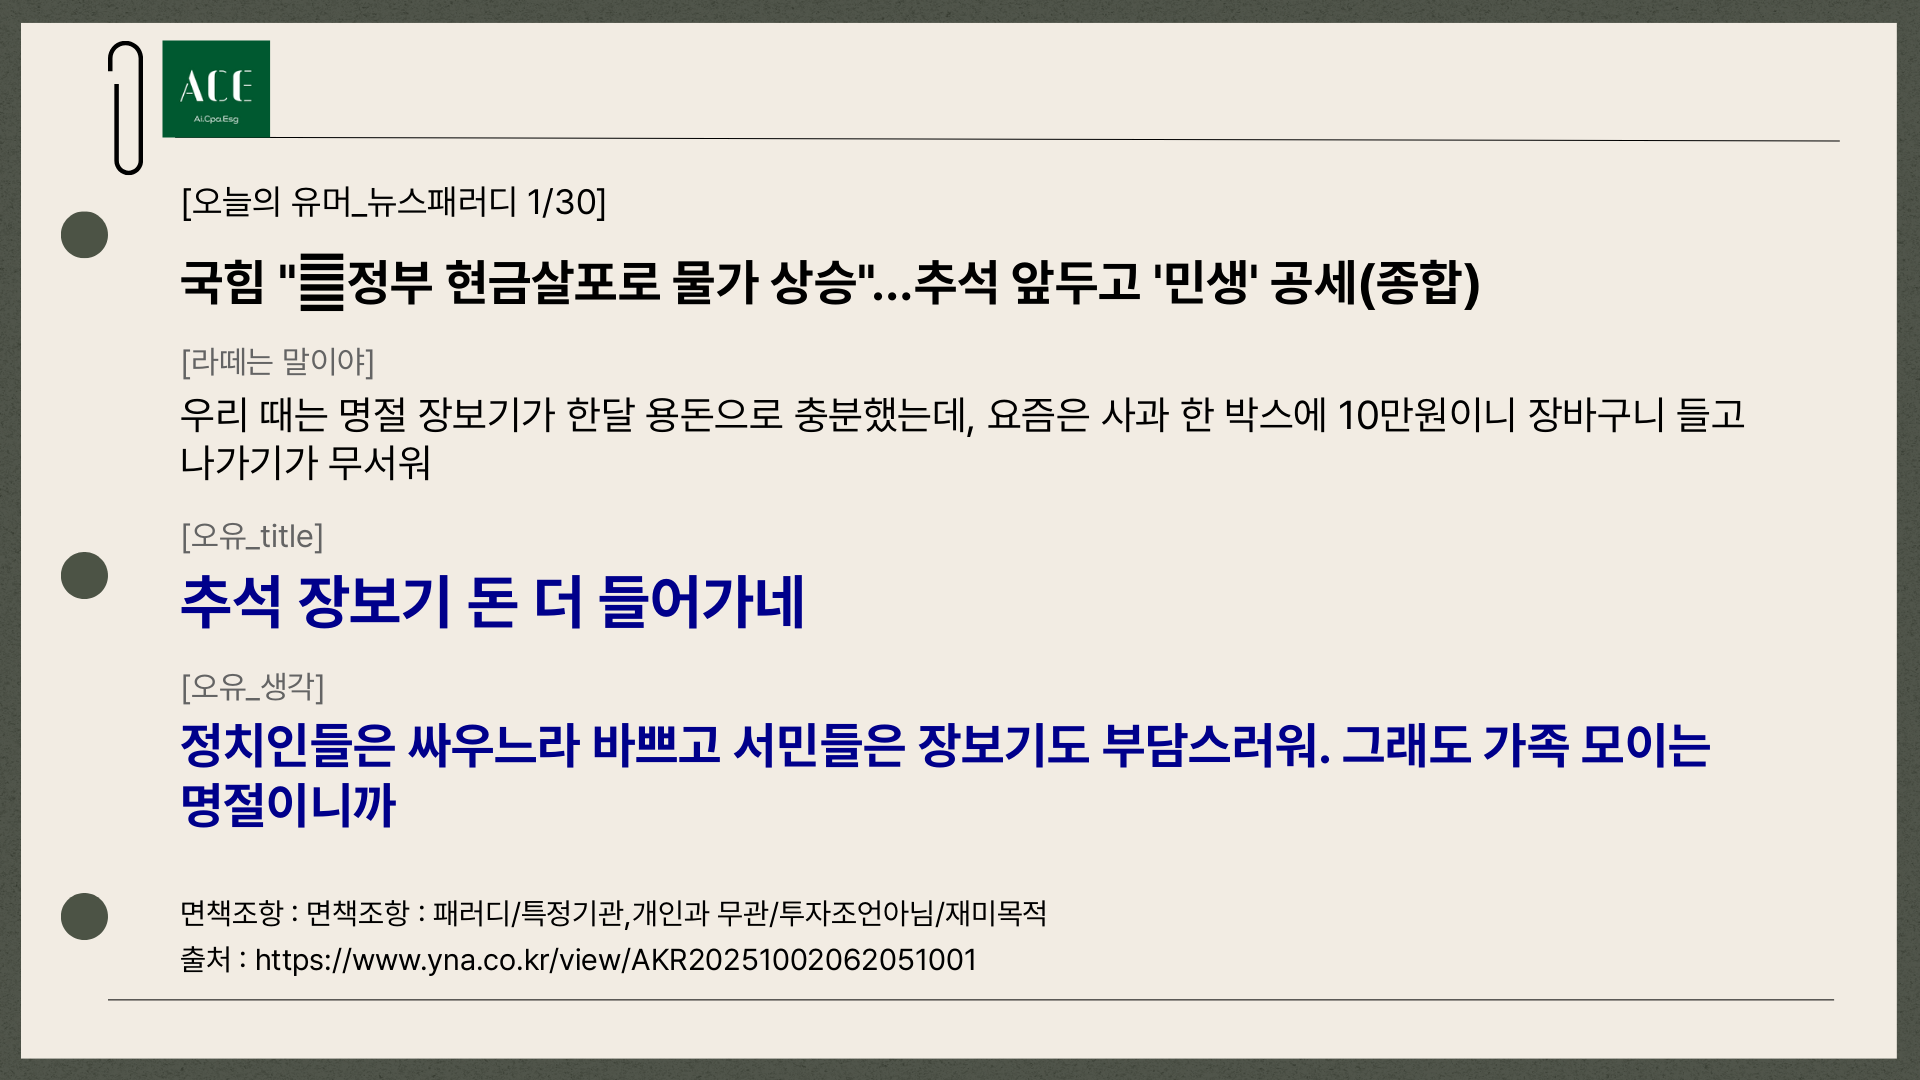 ACE
Ai.Cpa.Esg
[오늘의 유머_뉴스패러디 1/30]
국힘 "정부 현금살포로 물가 상승"...추석 앞두고 '민생' 공세(종합)
[라떼는 말이야]
우리 때는 명절 장보기가 한달 용돈으로 충분했는데, 요즘은 사과 한 박스에 10만원이니 장바구니 들고
나가기가 무서워
[오유_title]
추석 장보기 돈 더 들어가네
[오유_생각]
정치인들은 싸우느라 바쁘고 서민들은 장보기도 부담스러워. 그래도 가족 모이는
명절이니까
면책조항 : 면책조항 : 패러디/특정기관,개인과 무관/투자조언아님/재미목적
출처 : https://www.yna.co.kr/view/AKR20251002062051001